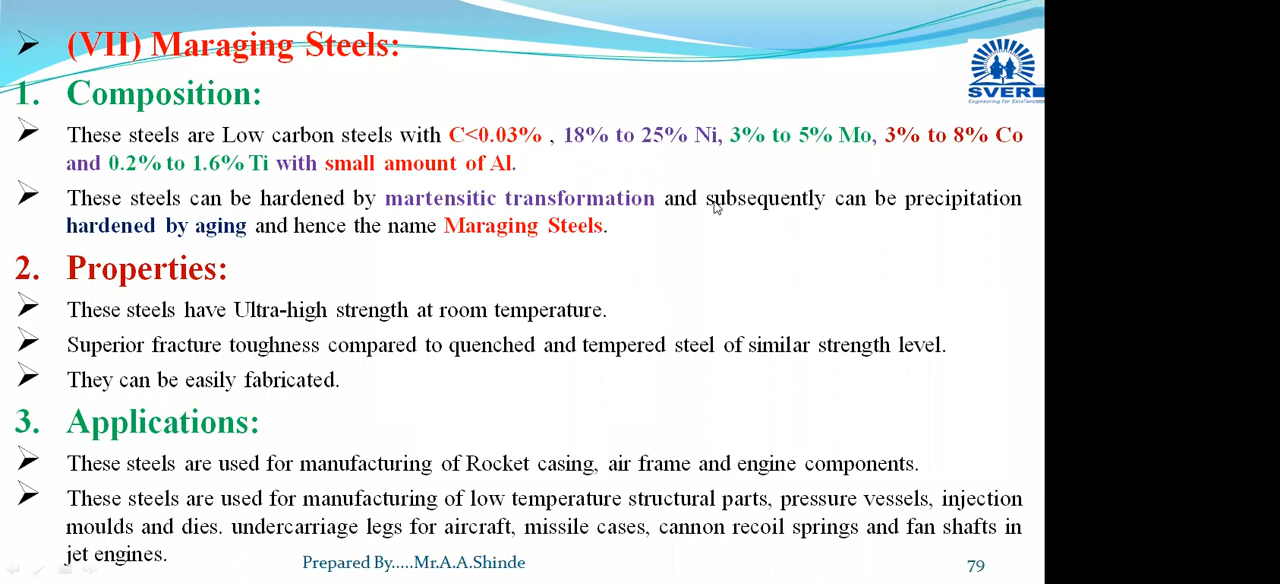 (VII) Maraging Steels:
1. Composition:
These steels are Low carbon steels with C<0.03% , 18% to 25% Ni, 3% to 5% Mo, 3% to 8% Co
and 0.2% to 1.6% Ti with small amount of Al.
These steels can be hardened by martensitic transformation and subsequently can be precipitation
hardened by aging and hence the name Maraging Steels.
2. Properties:
These steels have Ultra-high strength at room temperature.
Superior fracture toughness compared to quenched and tempered steel of similar strength level.
They can be easily fabricated.
3. Applications:
These steels are used for manufacturing of Rocket casing, air frame and engine components.
These steels are used for manufacturing of low temperature structural parts, pressure vessels, injection
moulds and dies. undercarriage legs for aircraft, missile cases, cannon recoil springs and fan shafts in
jet engines.
Prepared By.....Mr.A.A.Shinde
79
SVERI
Engineering for Excellence